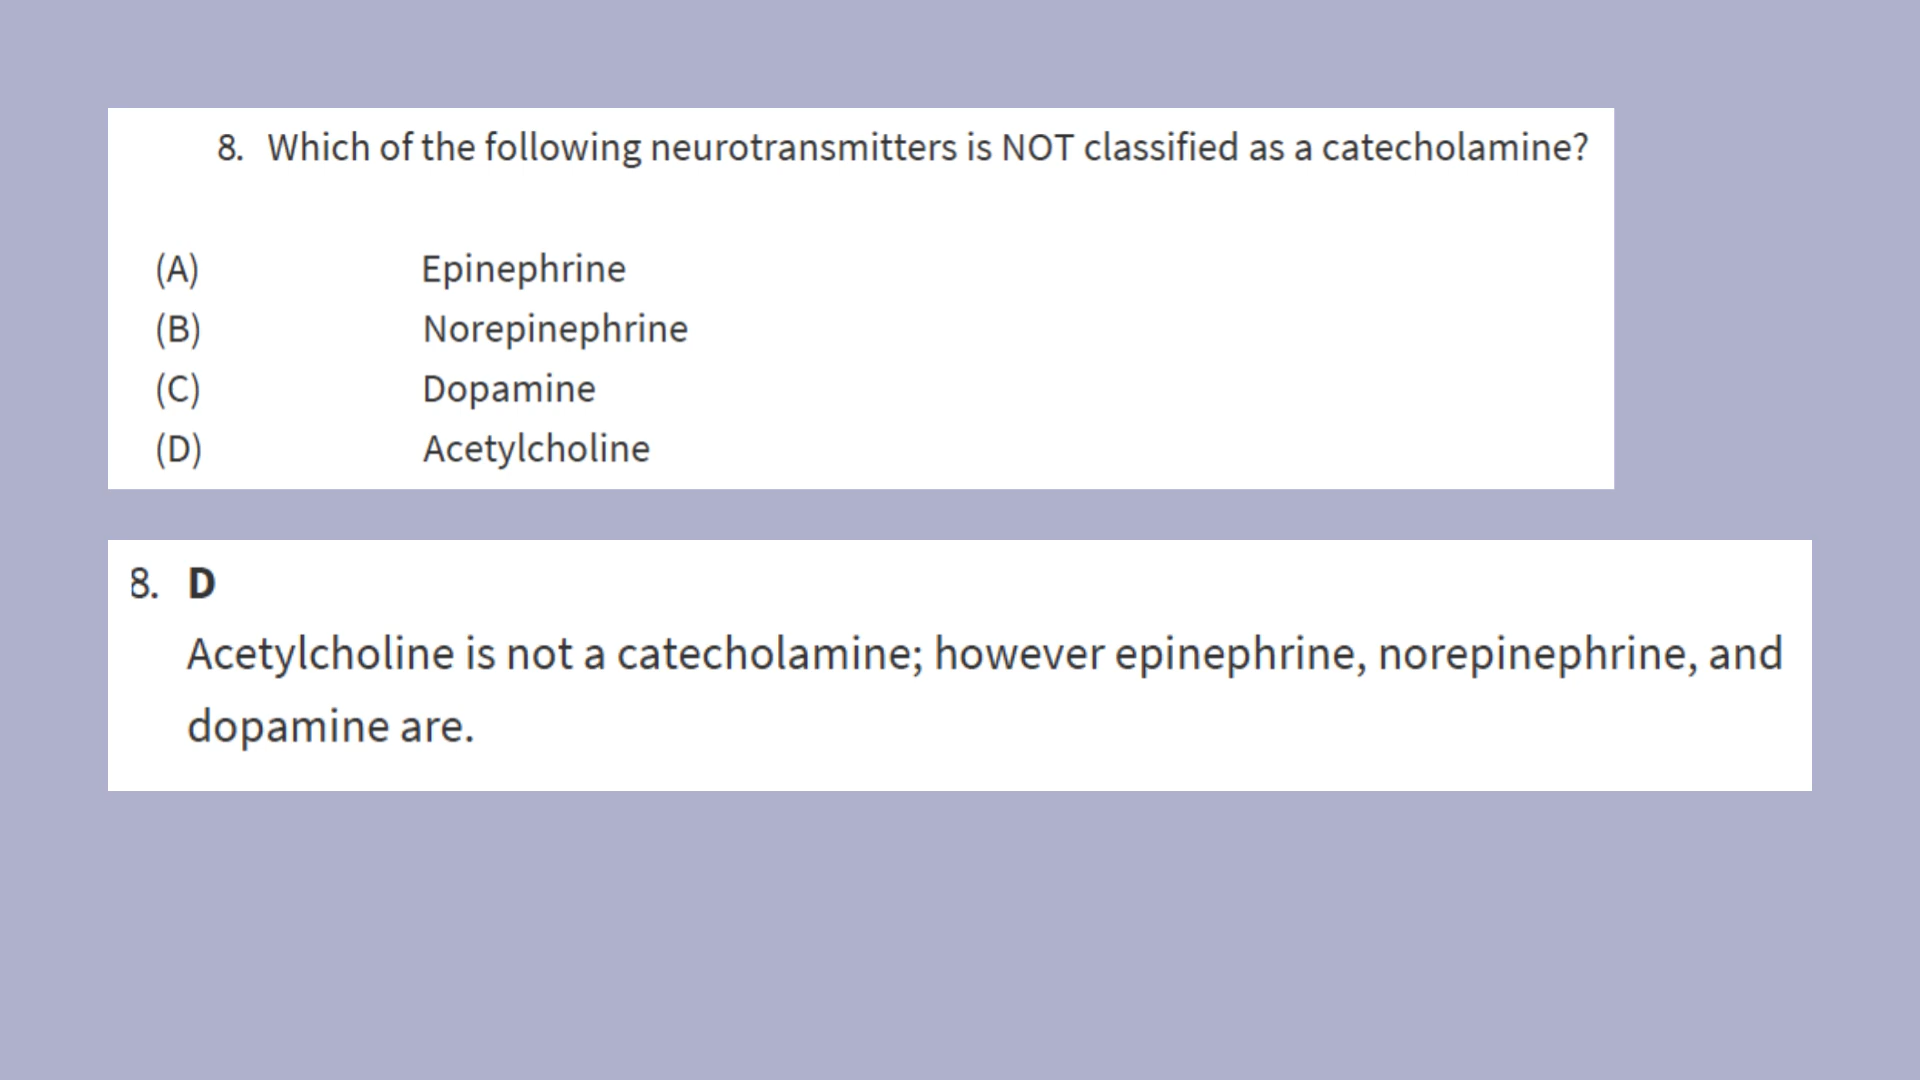 8. Which of the following neurotransmitters is NOT classified as a catecholamine?
(A) Epinephrine
(B) Norepinephrine
(C) Dopamine
(D) Acetylcholine
8. D
Acetylcholine is not a catecholamine; however epinephrine, norepinephrine, and
dopamine are.